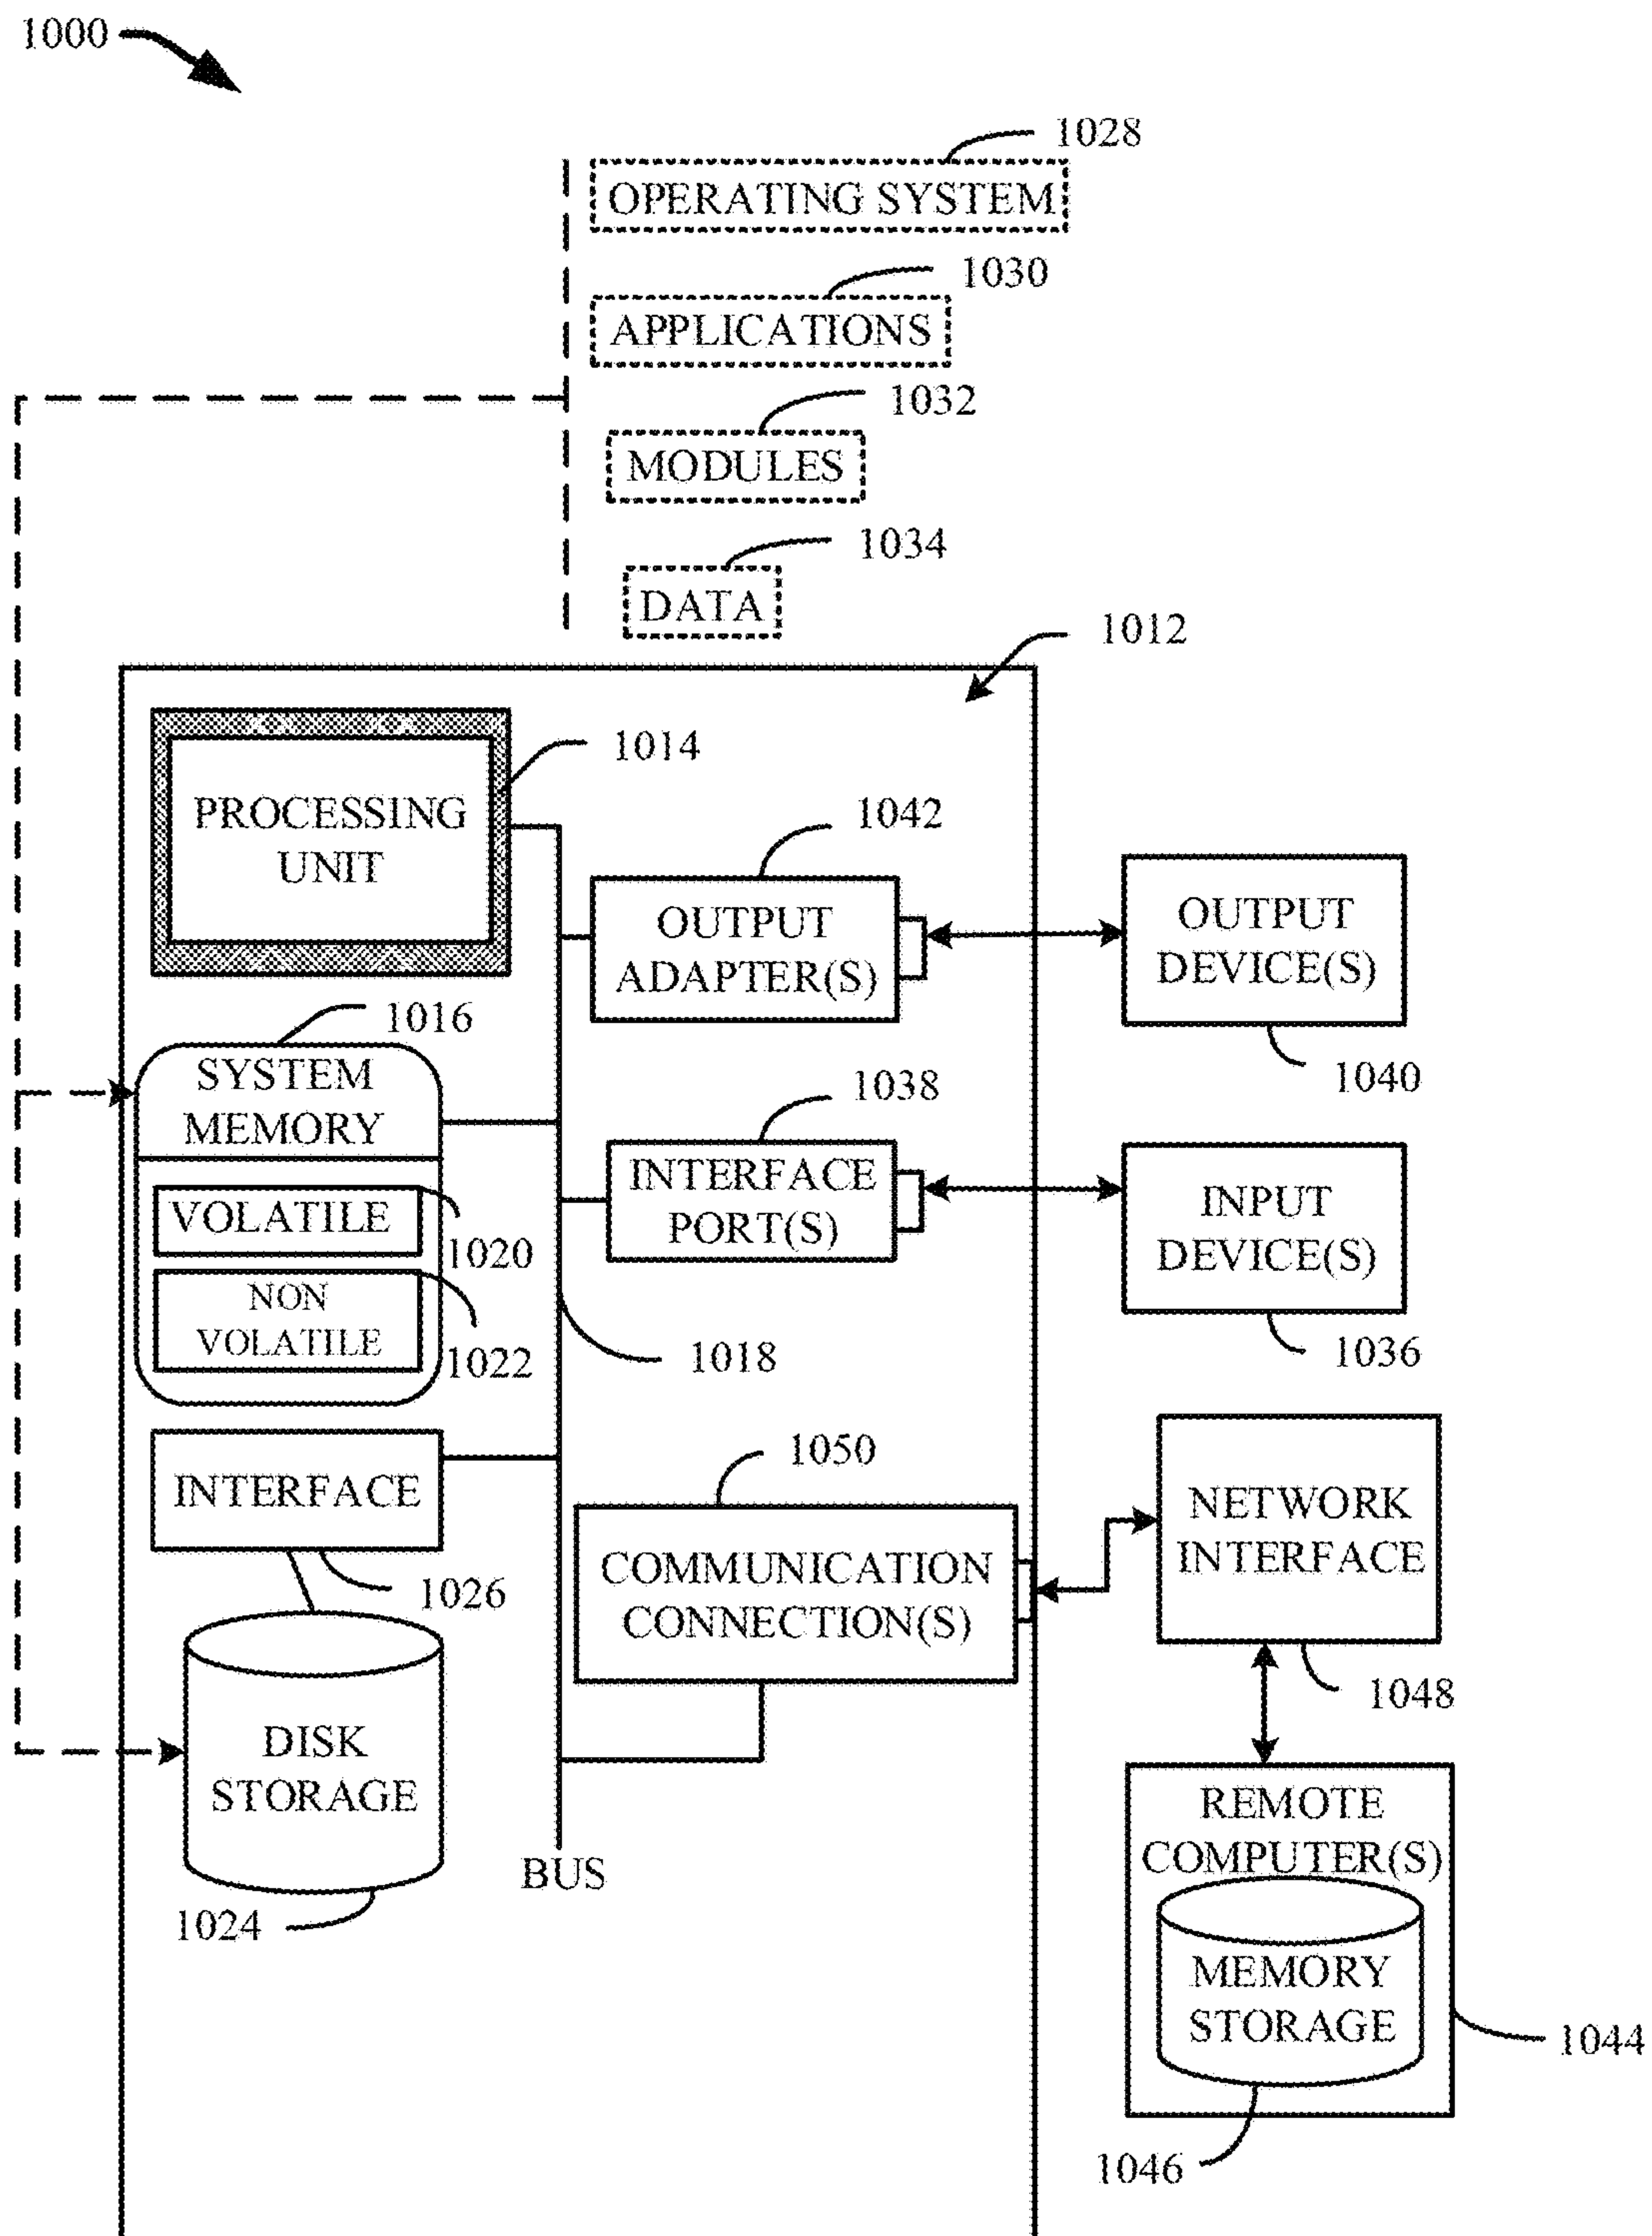 1000
1028
OPERATING SYSTEM
1030
APPLICATIONS
1032
MODULES
1034
DATA
1012
PROCESSING
UNIT
1014
1042
OUTPUT
ADAPTER(S)
OUTPUT
DEVICE(S)
1040
1016
SYSTEM
MEMORY
VOLATILE
1020
NON
VOLATILE
1022
1038
INTERFACE
PORT(S)
INPUT
DEVICE(S)
1036
1018
INTERFACE
1026
1050
COMMUNICATION
CONNECTION(S)
NETWORK
INTERFACE
1048
DISK
STORAGE
1024
BUS
REMOTE
COMPUTER(S)
MEMORY
STORAGE
1044
1046